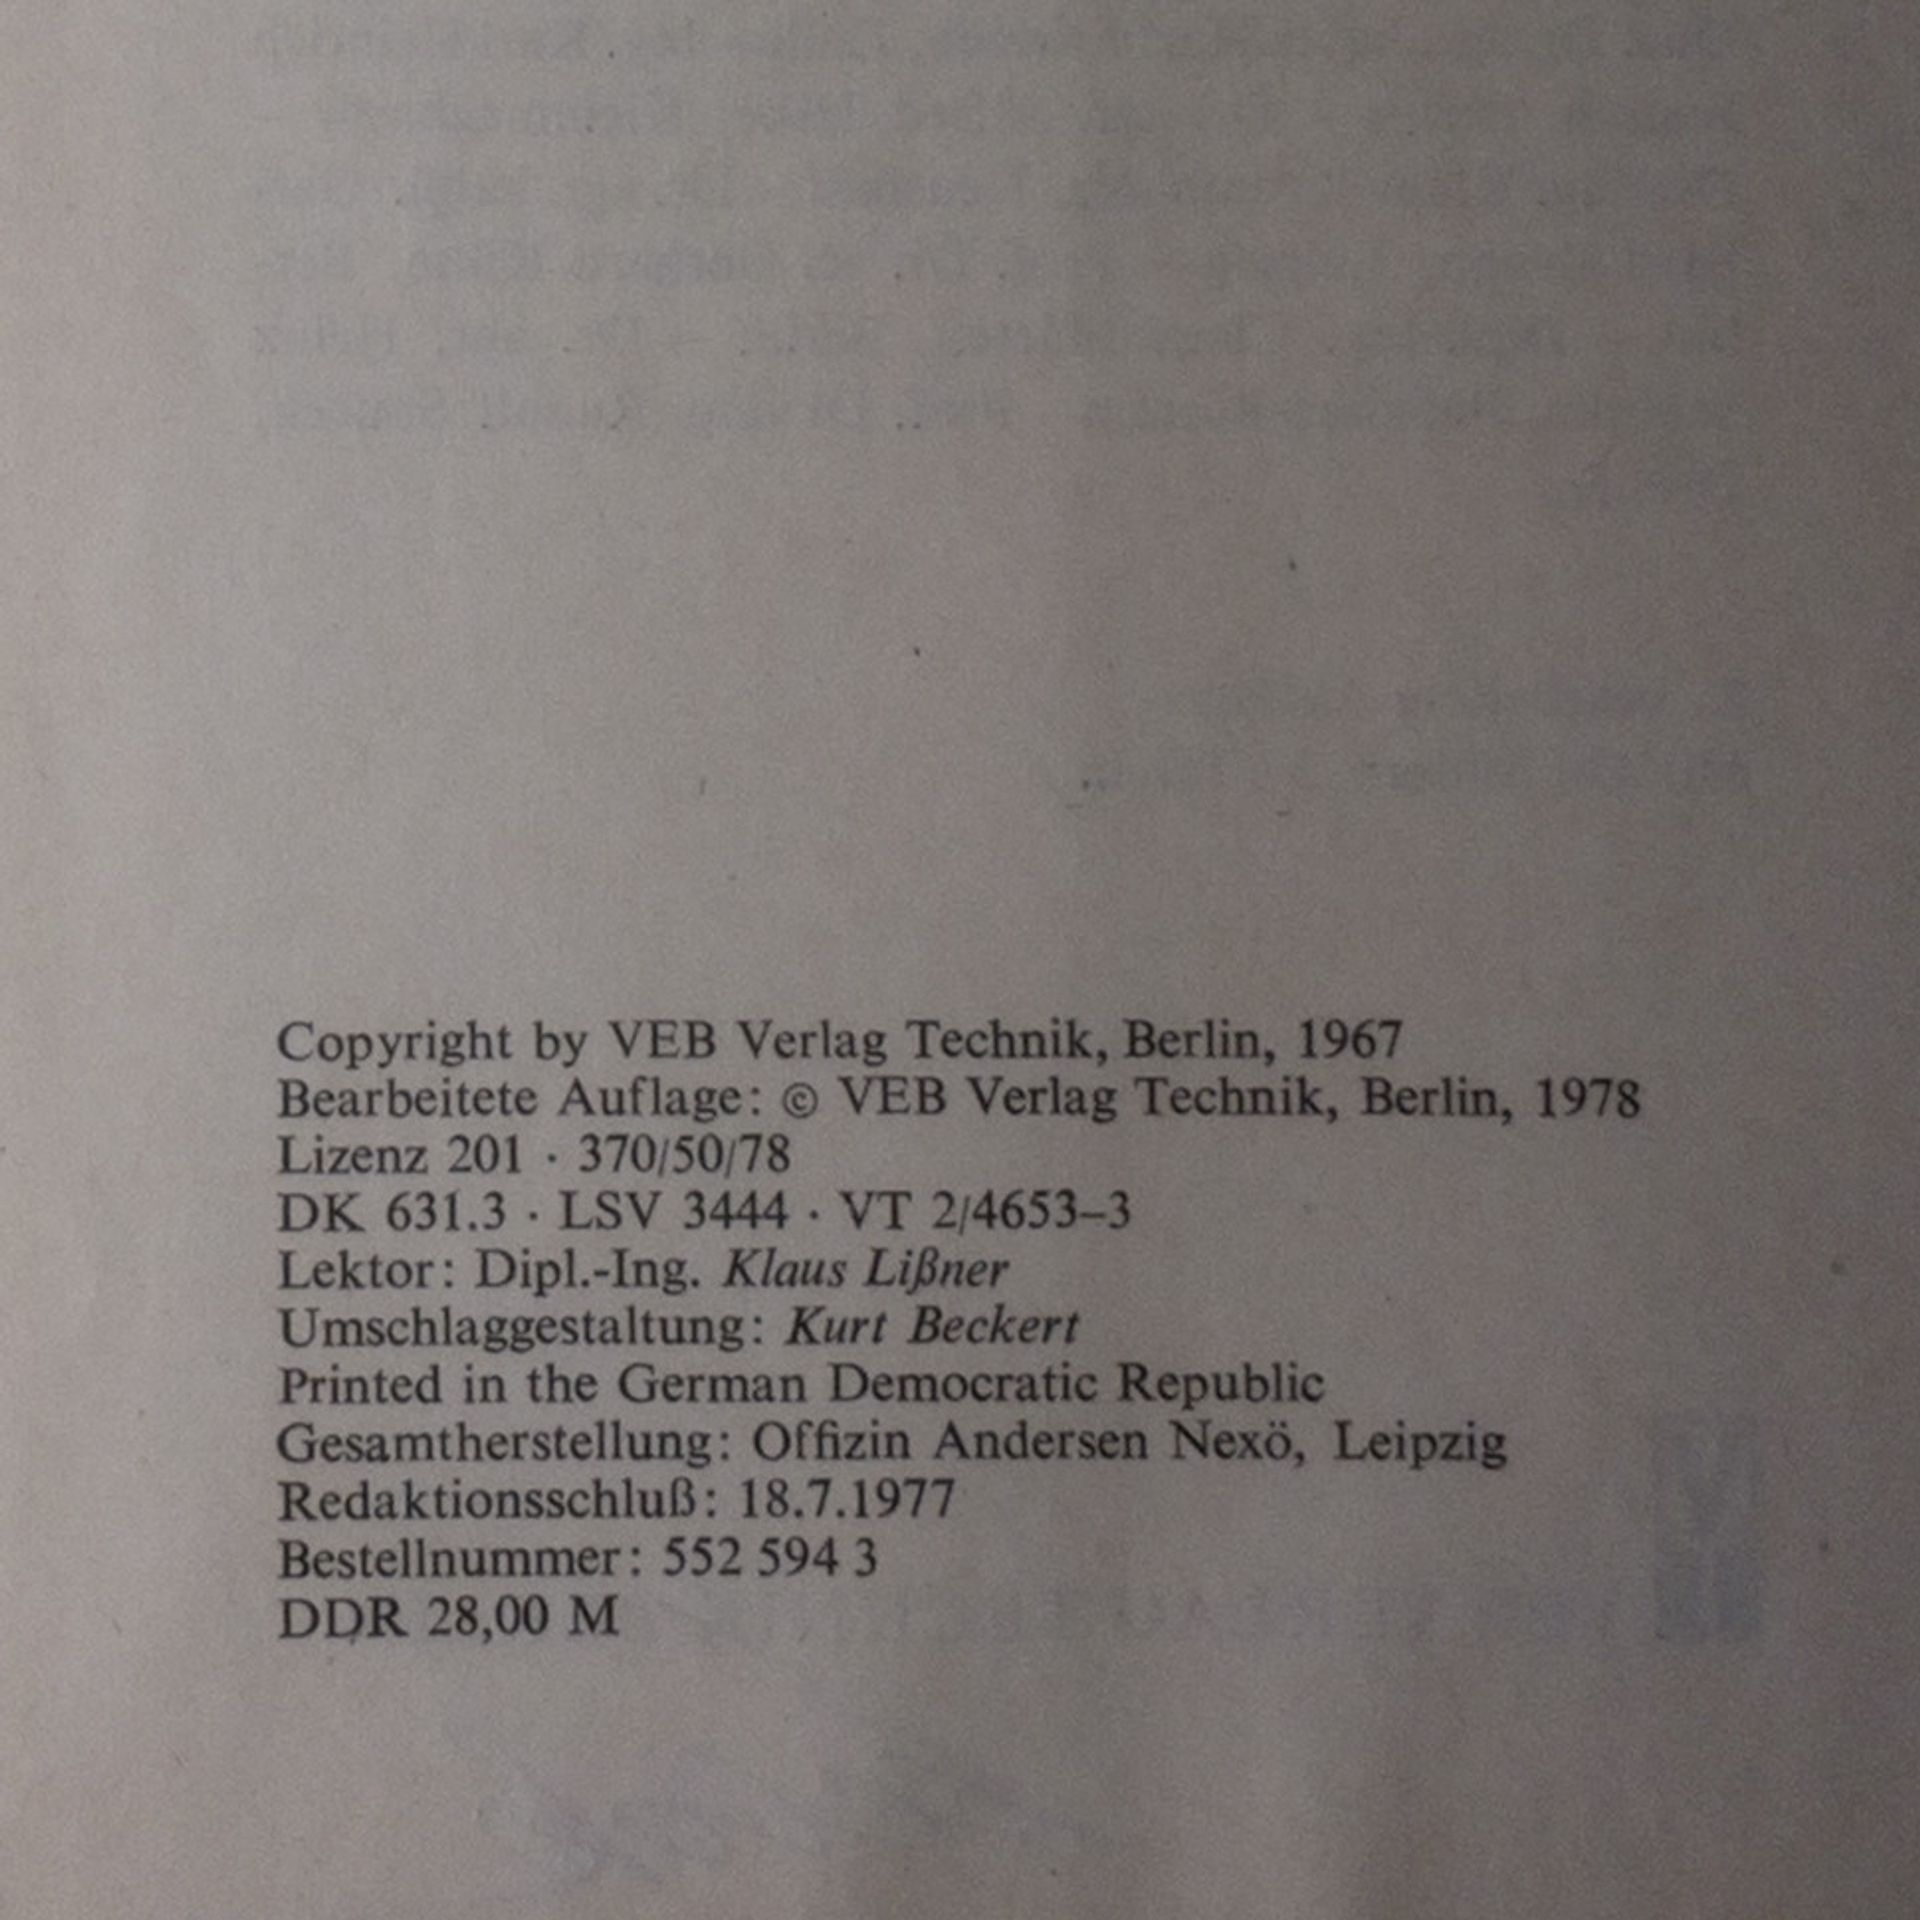 Copyright by VEB Verlag Technik, Berlin, 1967
Bearbeitete Auflage: © VEB Verlag Technik, Berlin, 1978
Lizenz 201 · 370/50/78
DK 631.3 · LSV 3444 · VT 2/4653–3
Lektor: Dipl.-Ing. Klaus Lißner
Umschlaggestaltung: Kurt Beckert
Printed in the German Democratic Republic
Gesamtherstellung: Offizin Andersen Nexö, Leipzig
Redaktionsschluß: 18.7.1977
Bestellnummer: 552 594 3
DDR 28,00 M